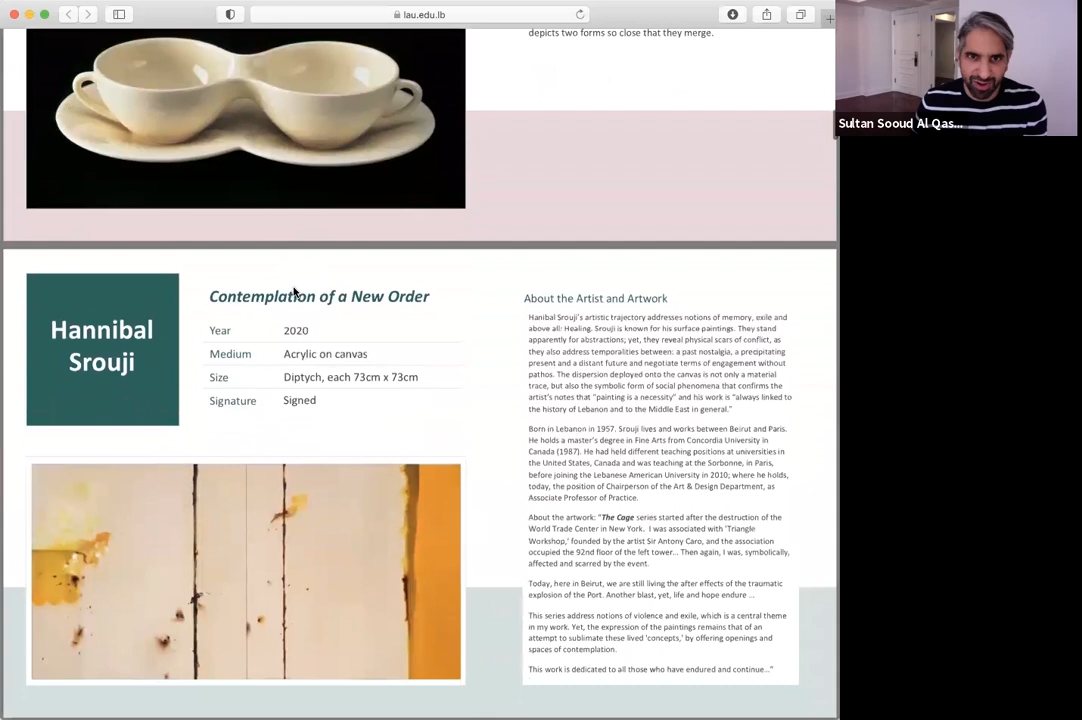 lau.edu.lb
depicts two forms so close that they merge.
Sultan Sooud Al Qas...
Hannibal
Srouji
Contemplation of a New Order
Year 2020
Medium Acrylic on canvas
Size Diptych, each 73cm x 73cm
Signature Signed
About the Artist and Artwork
Hanibal Srouji's artistic trajectory addresses notions of memory, exile and
above all: Healing. Srouji is known for his surface paintings. They stand
apparently for abstractions; yet, they reveal physical scars of conflict, as
they also address temporalities between: a past nostalgia, a precipitating
present and a distant future and negotiate terms of engagement without
pathos. The dispersion deployed onto the canvas is not only a material
trace, but also the symbolic form of social phenomena that confirms the
artist's notes that "painting is a necessity" and his work is "always linked to
the history of Lebanon and to the Middle East in general."
Born in Lebanon in 1957. Srouji lives and works between Beirut and Paris.
He holds a master's degree in Fine Arts from Concordia University in
Canada (1987). He had held different teaching positions at universities in
the United States, Canada and was teaching at the Sorbonne, in Paris,
before joining the Lebanese American University in 2010; where he holds,
today, the position of Chairperson of the Art & Design Department, as
Associate Professor of Practice.
About the artwork: "The Cage series started after the destruction of the
World Trade Center in New York. I was associated with 'Triangle
Workshop,' founded by the artist Sir Antony Caro, and the association
occupied the 92nd floor of the left tower... Then again, I was, symbolically,
affected and scarred by the event.
Today, here in Beirut, we are still living the after effects of the traumatic
explosion of the Port. Another blast, yet, life and hope endure ...
This series address notions of violence and exile, which is a central theme
in my work. Yet, the expression of the paintings remains that of an
attempt to sublimate these lived 'concepts,' by offering openings and
spaces of contemplation.
This work is dedicated to all those who have endured and continue..."